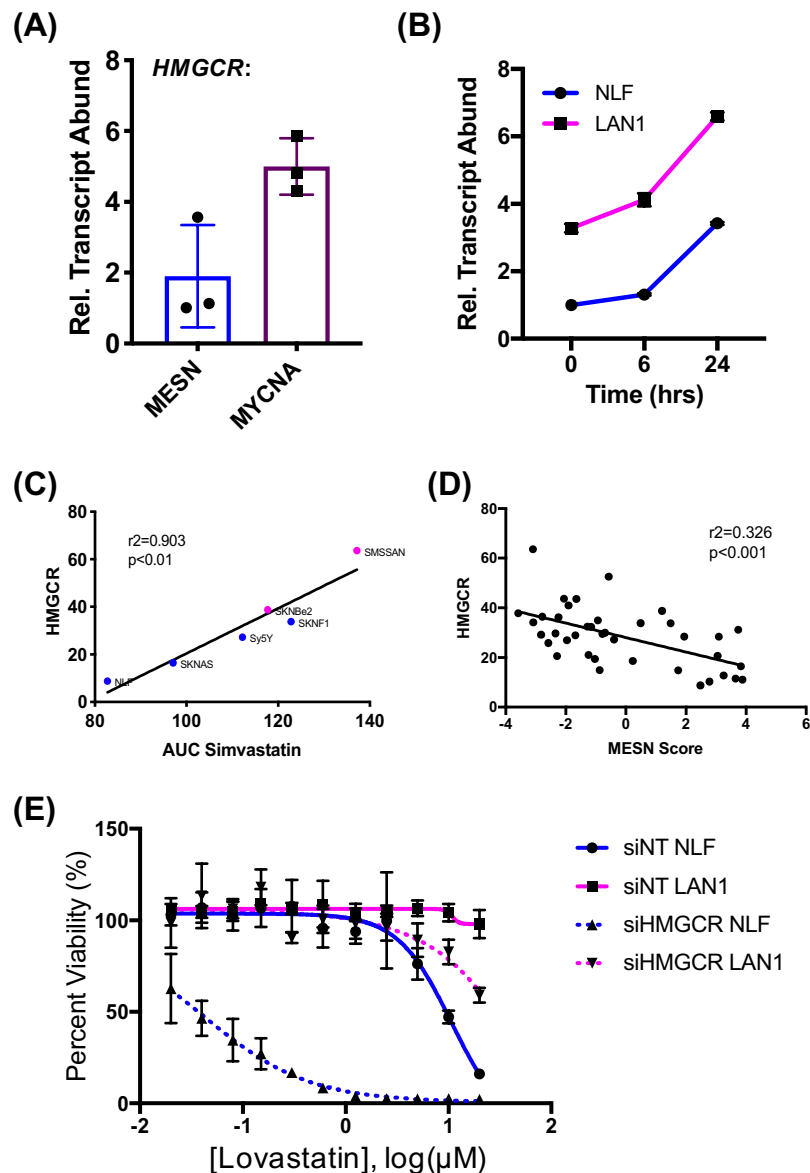 (A)
HMGCR:
Rel. Transcript Abund
8
6
4
2
0
MESN
MYCNA
(B)
NLF
LAN1
Rel. Transcript Abund
8
6
4
2
0
0 6 24
Time (hrs)
(C)
r2=0.903
p<0.01
HMGCR
80
60
40
20
0
SMSSAN
SKNBe2
SKNF1
Sy5Y
SKNAS
NLF
80 100 120 140
AUC Simvastatin
(D)
r2=0.326
p<0.001
HMGCR
80
60
40
20
0
-4 -2 0 2 4 6
MESN Score
(E)
Percent Viability (%)
150
100
50
0
-2 -1 0 1 2
[Lovastatin], log(µM)
siNT NLF
siNT LAN1
siHMGCR NLF
siHMGCR LAN1